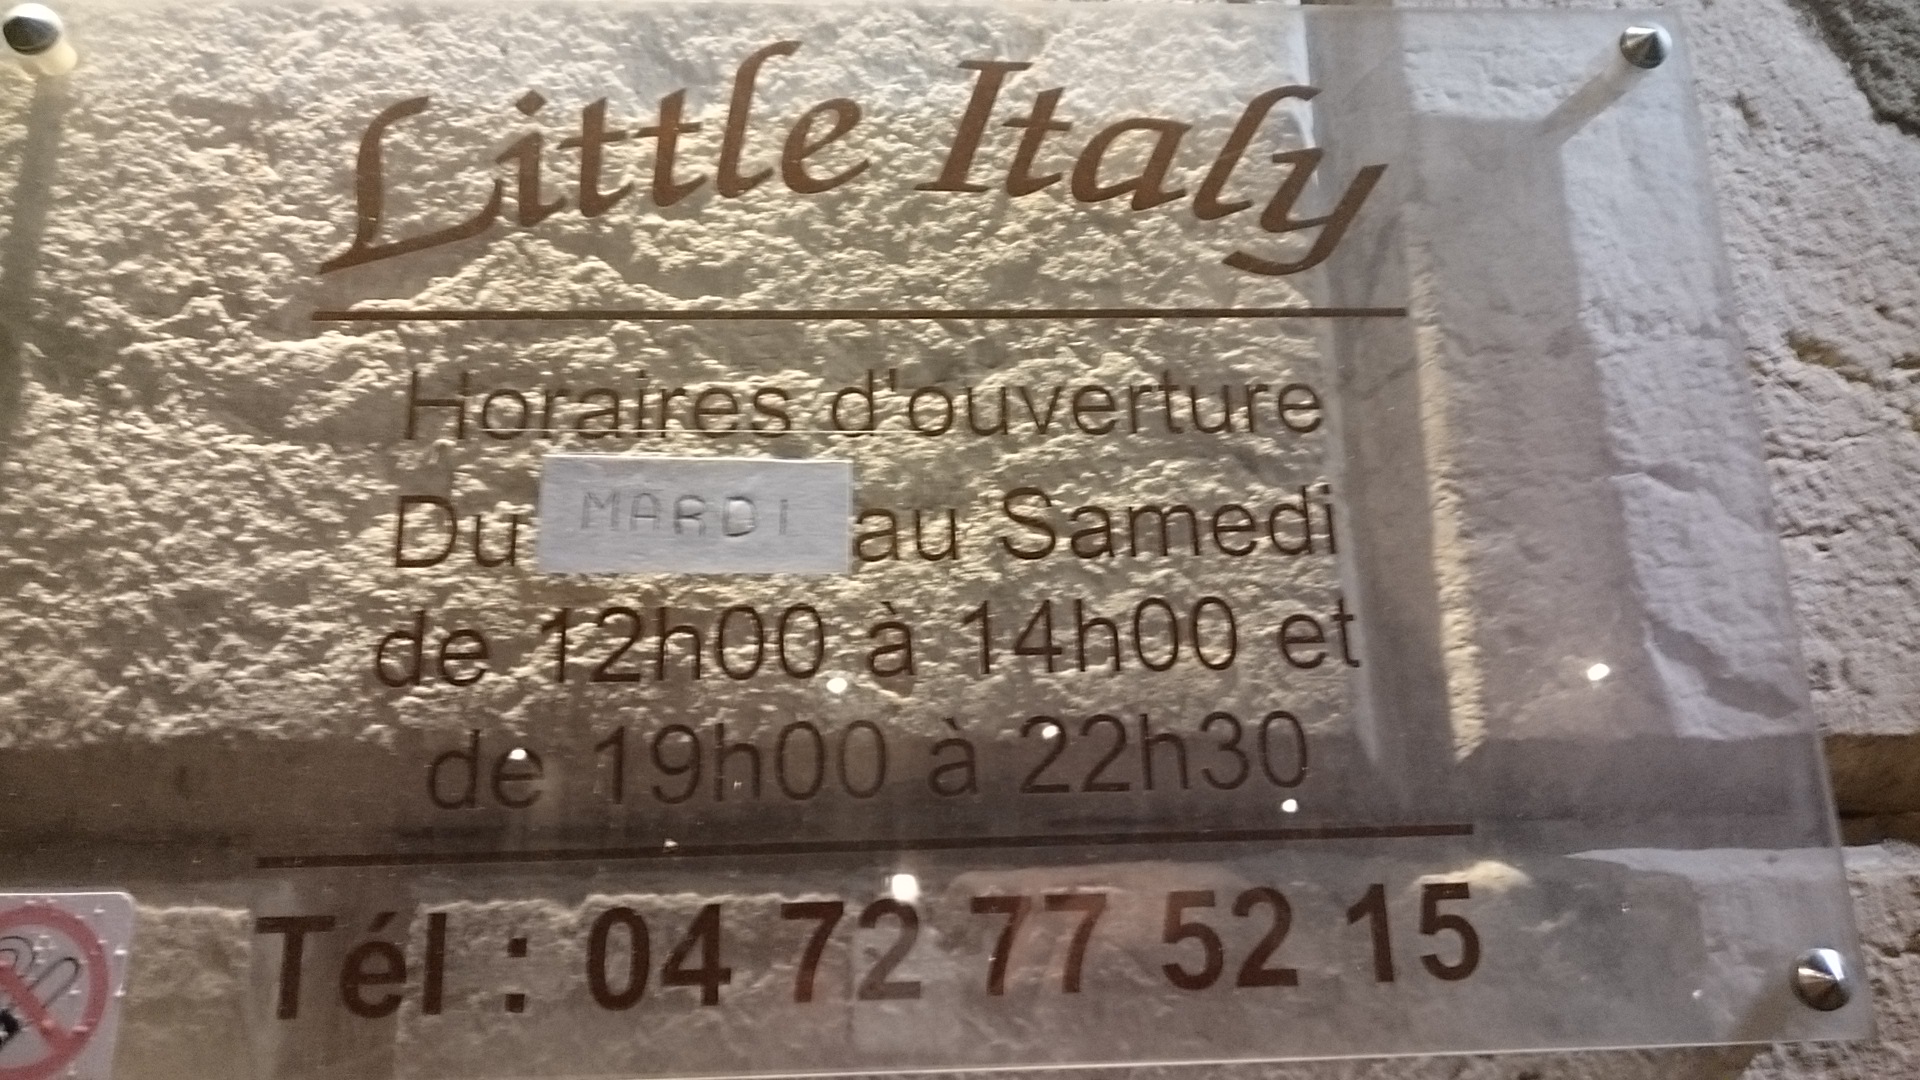 Little Italy
Horaires d'ouverture
Du MARDI au Samedi
de 12h00 à 14h00 et
de 19h00 à 22h30
Tél : 04 72 77 52 15